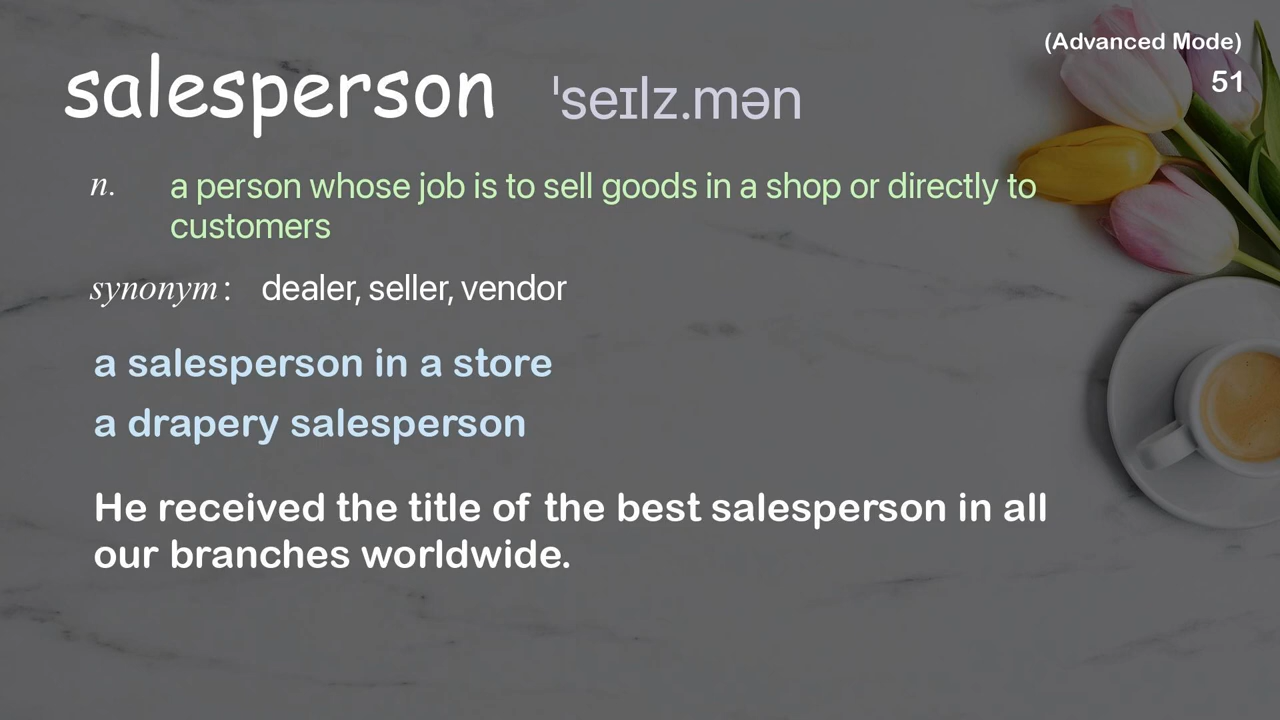 (Advanced Mode)
51
salesperson ˈseɪlz.mən
n. a person whose job is to sell goods in a shop or directly to
customers
synonym : dealer, seller, vendor
a salesperson in a store
a drapery salesperson
He received the title of the best salesperson in all
our branches worldwide.